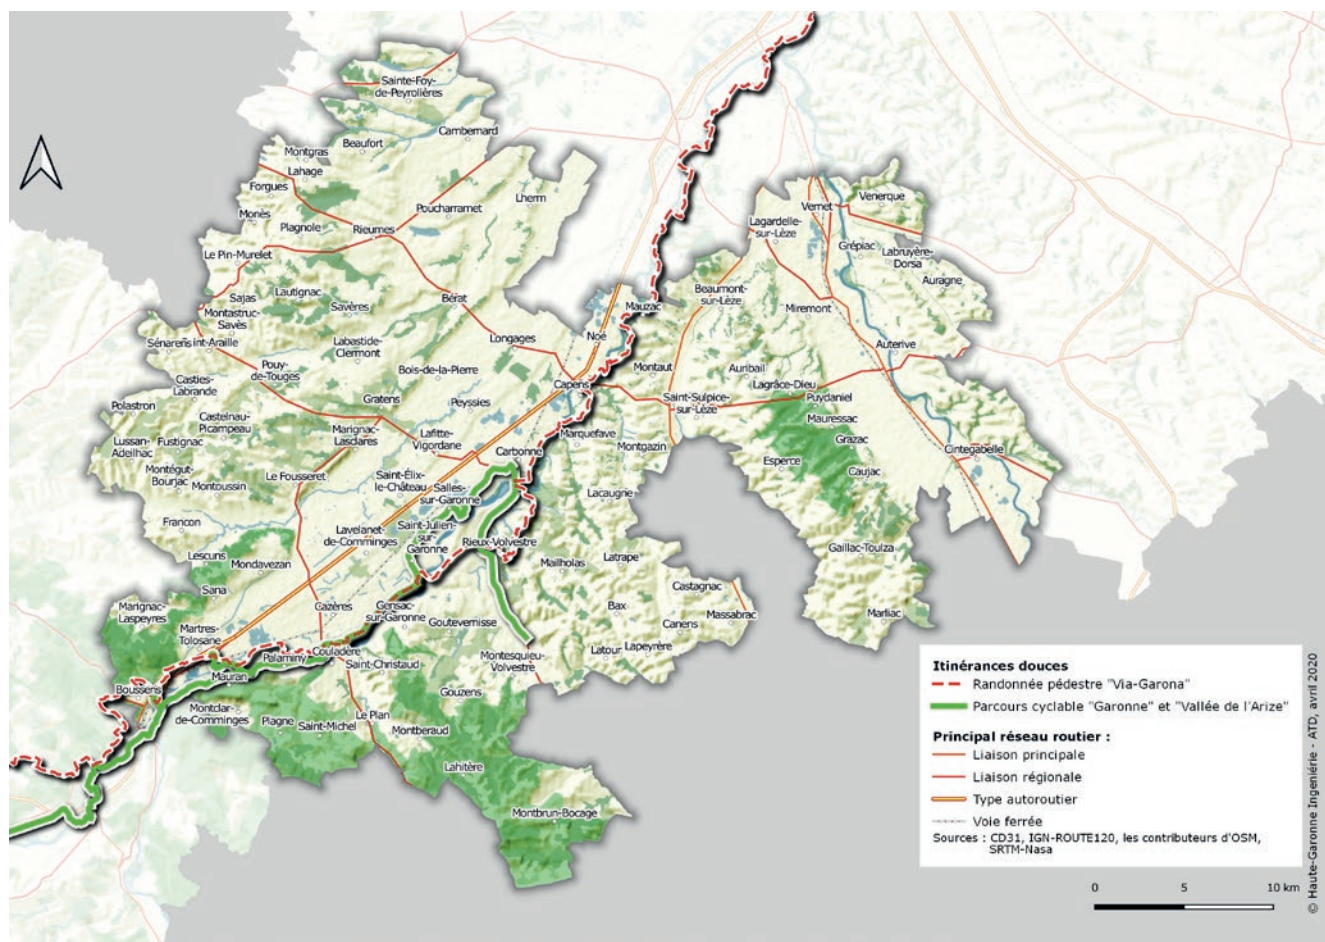 Sainte-Foy-
de-Peyrolières
Cambernard
Beaufort
Montgras
Lahage
Forgues
Lherm
Poucharramet
Monès
Plagnole
Rieumes
Le Pin-Murelet
Venerque
Vernet
Lagardelle-
sur-Lèze
Grépiac
Labruyère-
Dorsa
Auragne
Sajas
Lautignac
Savères
Bérat
Montastruc-
Savès
Mauzac
Beaumont-
sur-Lèze
Miremont
Sénarens
int-Araille
Labastide-
Clermont
Longages
Noé
Auterive
Pouy-
de-Touges
Bois-de-la-Pierre
Montaut
Auribail
Casties-
Labrande
Capens
Lagrâce-Dieu
Gratens
Peyssies
Saint-Sulpice-
sur-Lèze
Puydaniel
Polastron
Castelnau-
Picampeau
Mauressac
Marignac-
Lasclares
Lafitte-
Vigordane
Marquefave
Montgazin
Grazac
Lussan-
Adeilhac
Fustignac
Carbonne
Cintegabelle
Esperce
Caujac
Montégut-
Bourjac
Montoussin
Le Fousseret
Saint-Élix-
le-Château
Salles-
sur-Garonne
Lacaugne
Francon
Lavelanet-
de-Comminges
Saint-Julien-
sur-
Garonne
Rieux-Volvestre
Gaillac-Toulza
Lescuns
Mondavezan
Mailholas
Latrape
Sana
Castagnac
Marignac-
Laspeyres
Cazères
Gensac-
sur-Garonne
Goutevernisse
Bax
Canens
Massabrac
Marliac
Martres-
Tolosane
Palaminy
Couladère
Saint-Christaud
Montesquieu-
Volvestre
Latour
Lapeyrère
Boussens
Mauran
Gouzens
Montclar-
de-Comminges
Plagne
Saint-Michel
Le Plan
Montberaud
Lahitère
Montbrun-Bocage
Itinérances douces
Randonnée pédestre "Via-Garona"
Parcours cyclable "Garonne" et "Vallée de l'Arize"
Principal réseau routier :
Liaison principale
Liaison régionale
Type autoroutier
Voie ferrée
Sources : CD31, IGN-ROUTE120, les contributeurs d'OSM,
SRTM-Nasa
0 5 10 km
© Haute-Garonne Ingeniérie - ATD, avril 2020